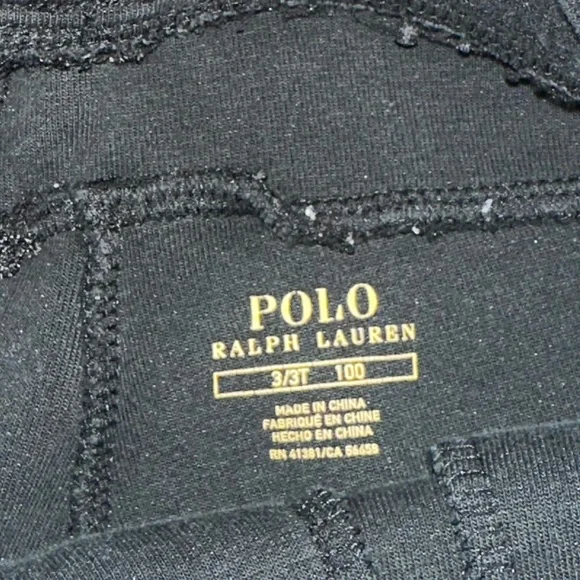 POLO
RALPH LAUREN
3/3T 100
MADE IN CHINA
FABRIQUÉ EN CHINE
HECHO EN CHINA
RN 41381/CA 56658